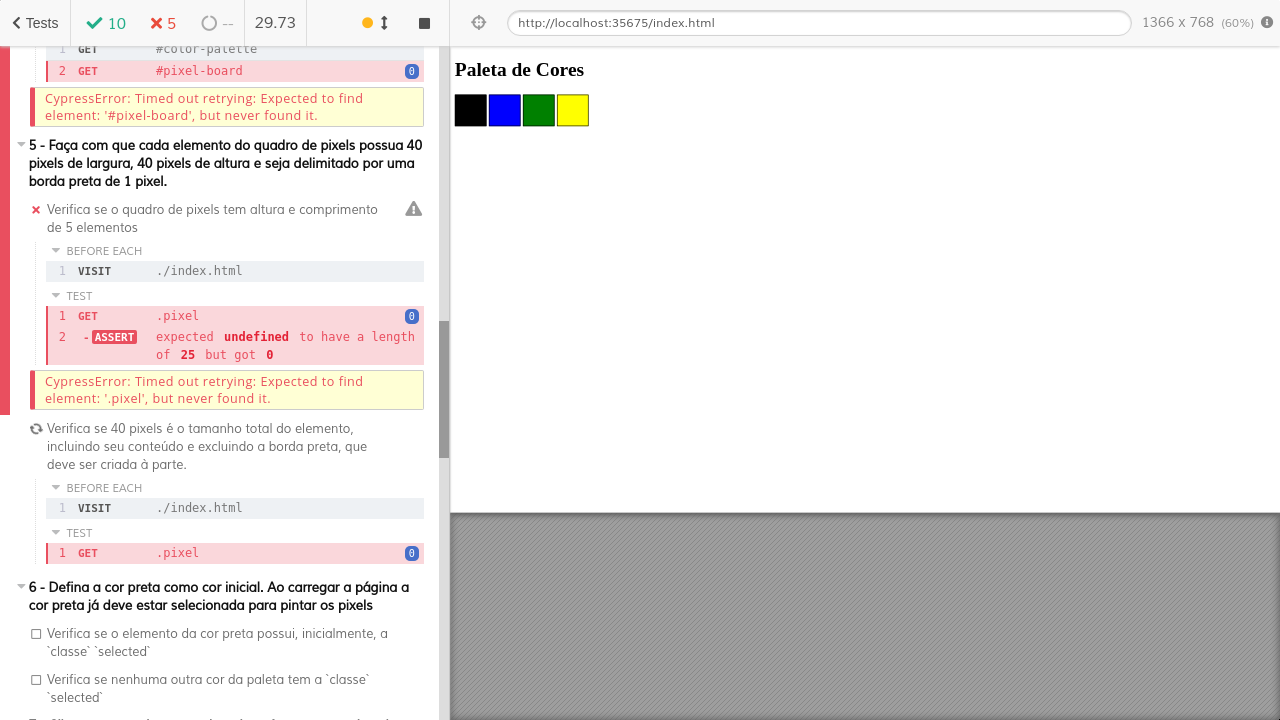 Tests 10 5 -- 29.73 http://localhost:35675/index.html 1366 x 768 (60%)
1 GET #color-palette
2 GET #pixel-board 0
CypressError: Timed out retrying: Expected to find
element: '#pixel-board', but never found it.
5 - Faça com que cada elemento do quadro de pixels possua 40
pixels de largura, 40 pixels de altura e seja delimitado por uma
borda preta de 1 pixel.
Verifica se o quadro de pixels tem altura e comprimento
de 5 elementos
BEFORE EACH
1 VISIT ./index.html
TEST
1 GET .pixel 0
2 -ASSERT expected undefined to have a length
of 25 but got 0
CypressError: Timed out retrying: Expected to find
element: '.pixel', but never found it.
Verifica se 40 pixels é o tamanho total do elemento,
incluindo seu conteúdo e excluindo a borda preta, que
deve ser criada à parte.
BEFORE EACH
1 VISIT ./index.html
TEST
1 GET .pixel 0
6 - Defina a cor preta como cor inicial. Ao carregar a página a
cor preta já deve estar selecionada para pintar os pixels
Verifica se o elemento da cor preta possui, inicialmente, a
`classe` `selected`
Verifica se nenhuma outra cor da paleta tem a `classe`
`selected`
Paleta de Cores